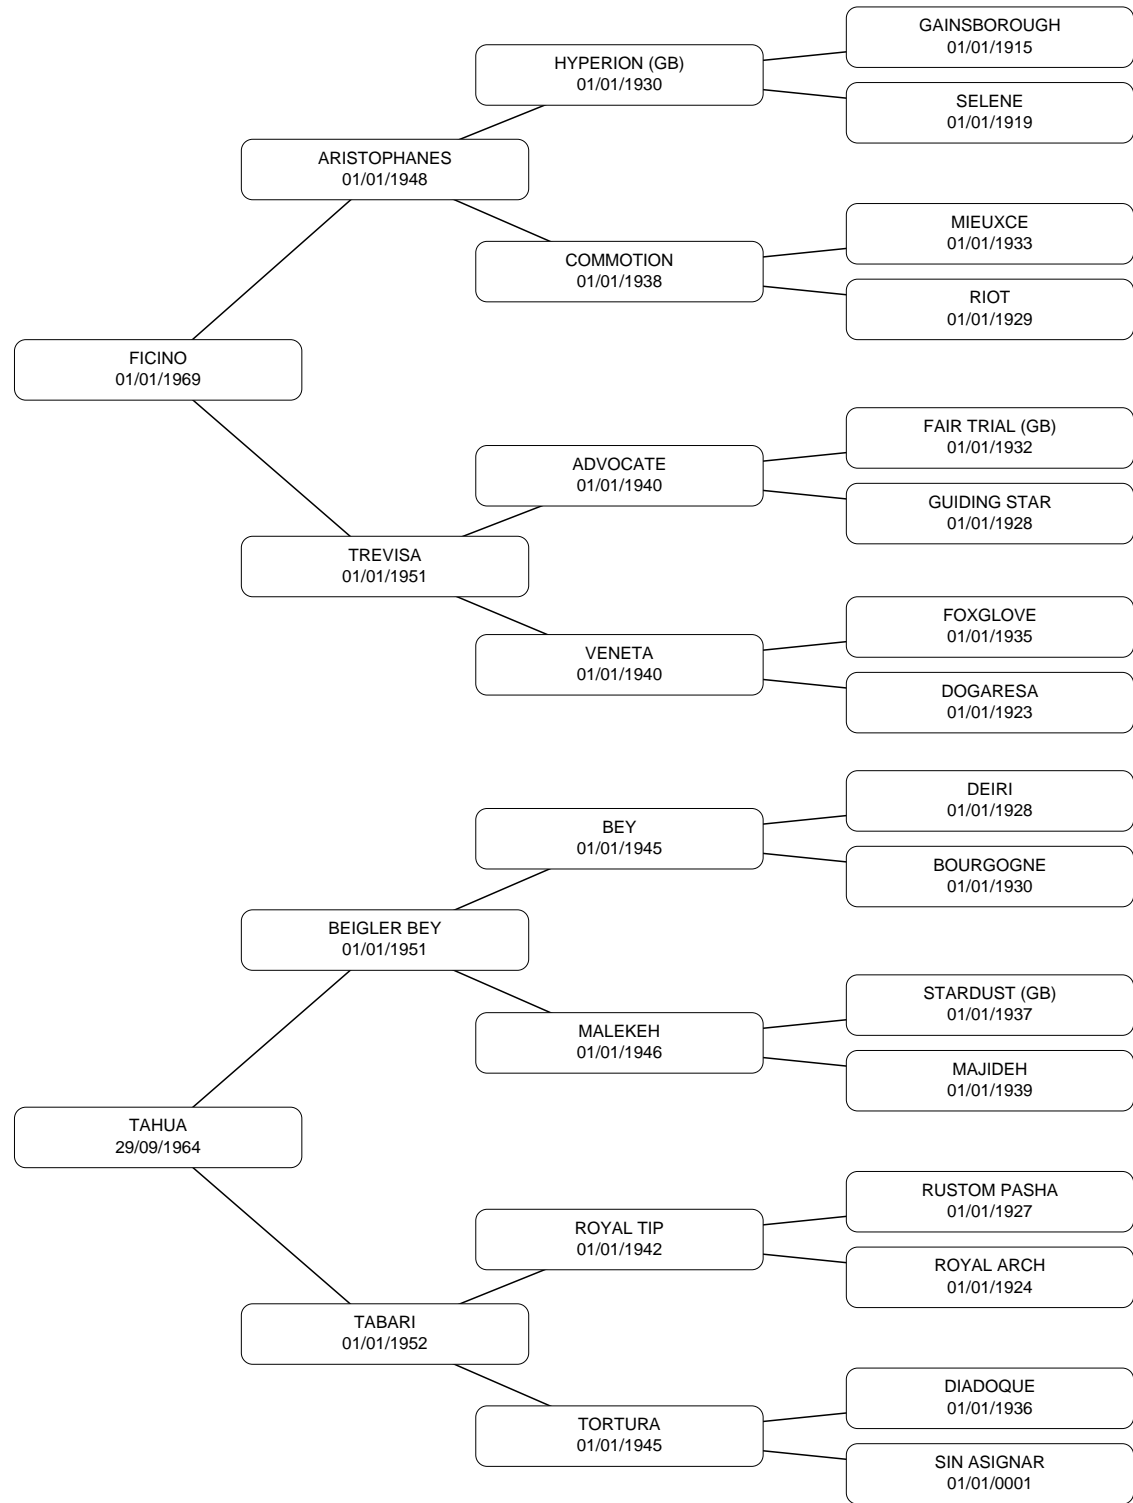 GAINSBOROUGH
01/01/1915
HYPERION (GB)
01/01/1930
SELENE
01/01/1919
ARISTOPHANES
01/01/1948
MIEUXCE
01/01/1933
COMMOTION
01/01/1938
RIOT
01/01/1929
FICINO
01/01/1969
FAIR TRIAL (GB)
01/01/1932
ADVOCATE
01/01/1940
GUIDING STAR
01/01/1928
TREVISA
01/01/1951
FOXGLOVE
01/01/1935
VENETA
01/01/1940
DOGARESA
01/01/1923
DEIRI
01/01/1928
BEY
01/01/1945
BOURGOGNE
01/01/1930
BEIGLER BEY
01/01/1951
STARDUST (GB)
01/01/1937
MALEKEH
01/01/1946
MAJIDEH
01/01/1939
TAHUA
29/09/1964
RUSTOM PASHA
01/01/1927
ROYAL TIP
01/01/1942
ROYAL ARCH
01/01/1924
TABARI
01/01/1952
DIADOQUE
01/01/1936
TORTURA
01/01/1945
SIN ASIGNAR
01/01/0001